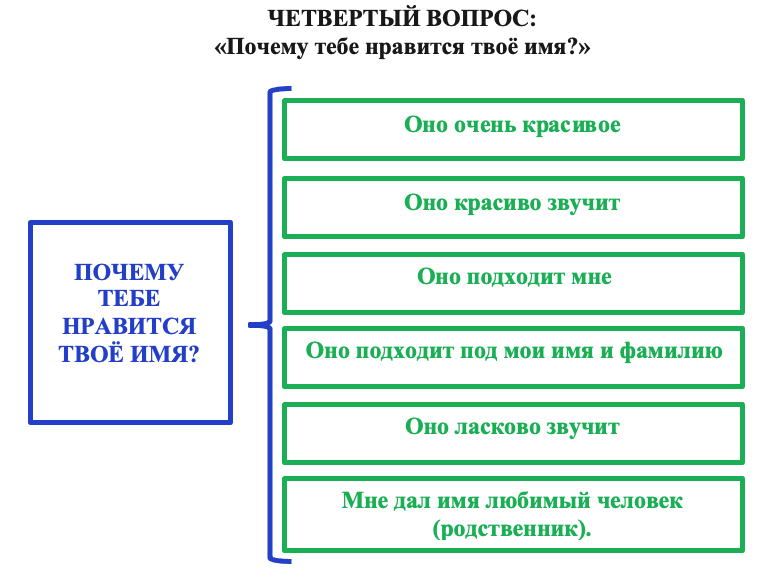 ЧЕТВЕРТЫЙ ВОПРОС:
«Почему тебе нравится твоё имя?»
ПОЧЕМУ
ТЕБЕ
НРАВИТСЯ
ТВОЁ ИМЯ?
Оно очень красивое
Оно красиво звучит
Оно подходит мне
Оно подходит под мои имя и фамилию
Оно ласково звучит
Мне дал имя любимый человек
(родственник).